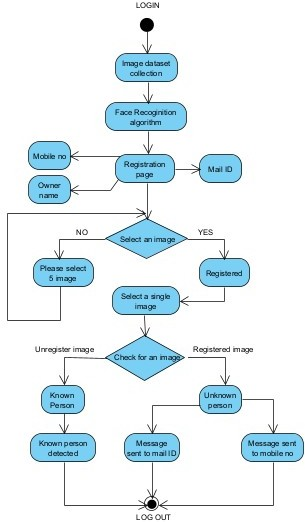 LOGIN
Image dataset
collection
Face Recoginition
algorithm
Mobile no
Registration
page
Mail ID
Owner
name
NO
YES
Select an image
Please select
5 image
Registered
Select a single
image
Unregister image
Registered image
Check for an image
Known
Person
Unknown
person
Known person
detected
Message
sent to mail ID
Message sent
to mobile no
LOG OUT